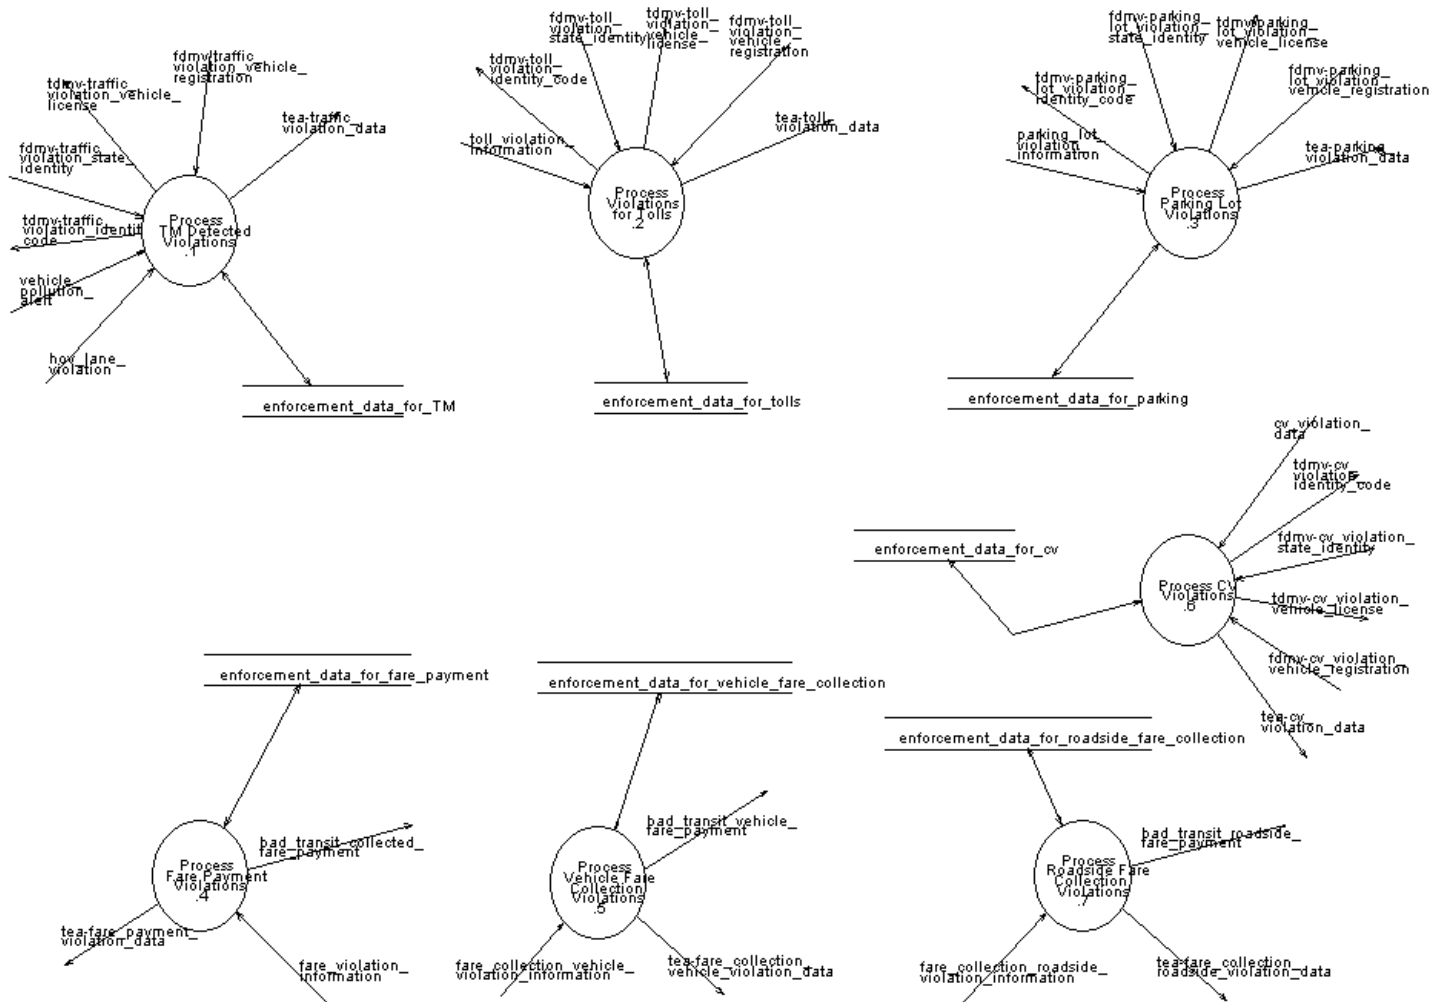 fdmv-traffic_
violation_vehicle_
registration
tdmv-traffic_
violation_vehicle_
license
tea-traffic_
violation_data
fdmv-traffic_
violation_state_
identity
tdmv-traffic_
violation_identit
code
vehicle_
pollution_
alert
hov_lane_
violation
Process
TM Detected
Violations
.1
enforcement_data_for_TM
fdmv-toll_
violation_
state_identity
tdmv-toll_
violation_
vehicle_
license
fdmv-toll_
violation_
vehicle_
registration
tdmv-toll_
violation_
identity_code
tea-toll_
violation_data
toll_violation_
information
Process
Violations
for Tolls
.2
enforcement_data_for_tolls
fdmv-parking_
lot_violation_
state_identity
tdmv-parking_
lot_violation_
vehicle_license
tdmv-parking_
lot_violation_
identity_code
fdmv-parking_
lot_violation_
vehicle_registration
parking_lot_
violation_
information
tea-parking_
violation_data
Process
Parking Lot
Violations
.3
enforcement_data_for_parking
cv_violation_
data
tdmv-cv_
violation_
identity_code
fdmv-cv_violation_
state_identity
tdmv-cv_violation_
vehicle_license
fdmv-cv_violation_
vehicle_registration
tea-cv_
violation_data
Process CV
Violations
.6
enforcement_data_for_cv
enforcement_data_for_fare_payment
bad_transit_collected_
fare_payment
Process
Fare Payment
Violations
.4
tea-fare_payment_
violation_data
fare_violation_
information
enforcement_data_for_vehicle_fare_collection
bad_transit_vehicle_
fare_payment
Process
Vehicle Fare
Collection
Violations
.5
fare_collection_vehicle_
violation_information
tea-fare_collection_
vehicle_violation_data
enforcement_data_for_roadside_fare_collection
bad_transit_roadside_
fare_payment
Process
Roadside Fare
Collection
Violations
.7
fare_collection_roadside_
violation_information
tea-fare_collection_
roadside_violation_data